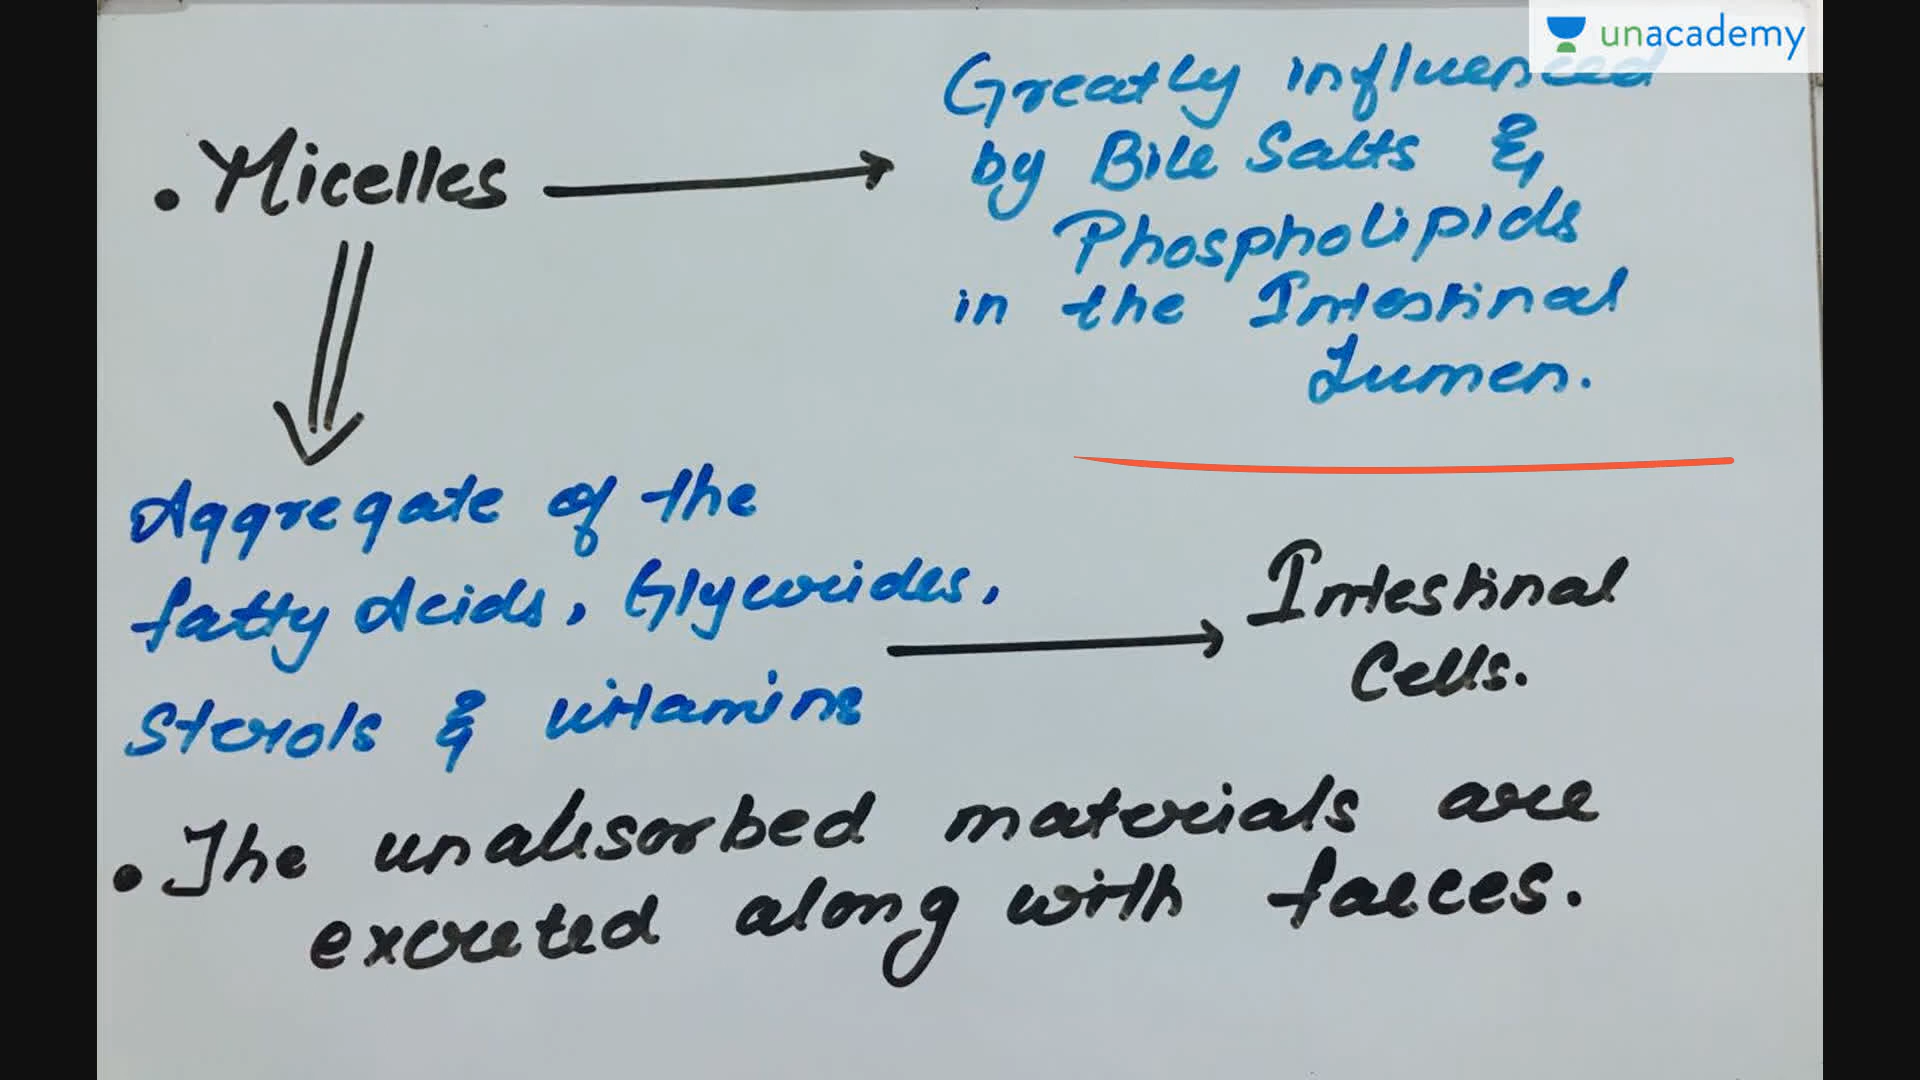 unacademy
Greatly influenced
• Micelles
by Bile Salts &
Phospholipids
in the Intestinal
Lumen.
Aggregate of the
fatty Acids, Glycerides,
Sterols & vitamins
Intestinal
Cells.
• The unabsorbed materials are
excreted along with faeces.